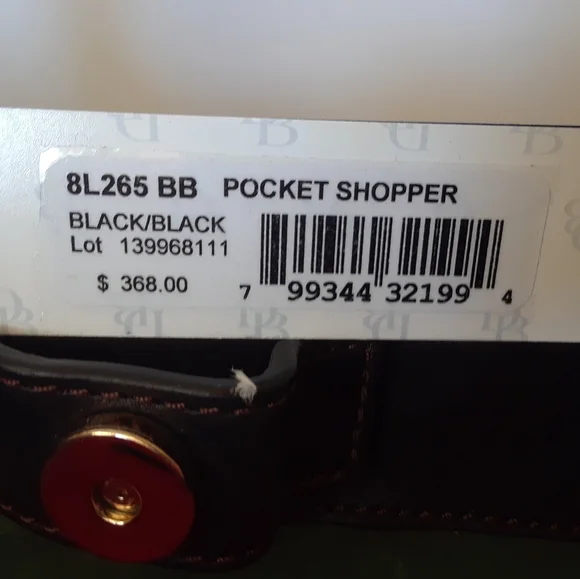 8L265 BB POCKET SHOPPER
BLACK/BLACK
Lot 139968111
$ 368.00
7 99344 32199 4